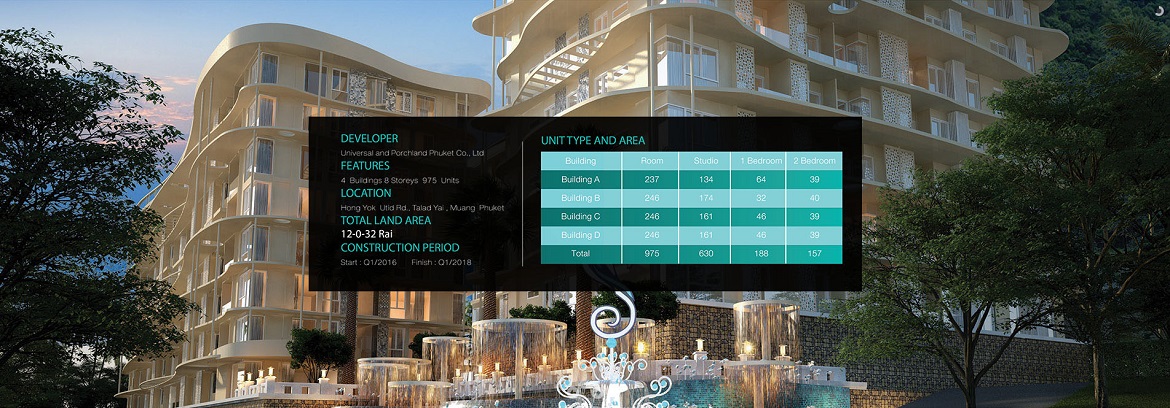 DEVELOPER
Universal and Porchland Phuket Co., Ltd
FEATURES
4 Buildings 8 Storeys 975 Units
LOCATION
Hong Yok Utid Rd., Talad Yai , Muang Phuket
TOTAL LAND AREA
12-0-32 Rai
CONSTRUCTION PERIOD
Start : Q1/2016 Finish : Q1/2018
UNIT TYPE AND AREA
Building Room Studio 1 Bedroom 2 Bedroom
Building A 237 134 64 39
Building B 246 174 32 40
Building C 246 161 46 39
Building D 246 161 46 39
Total 975 630 188 157